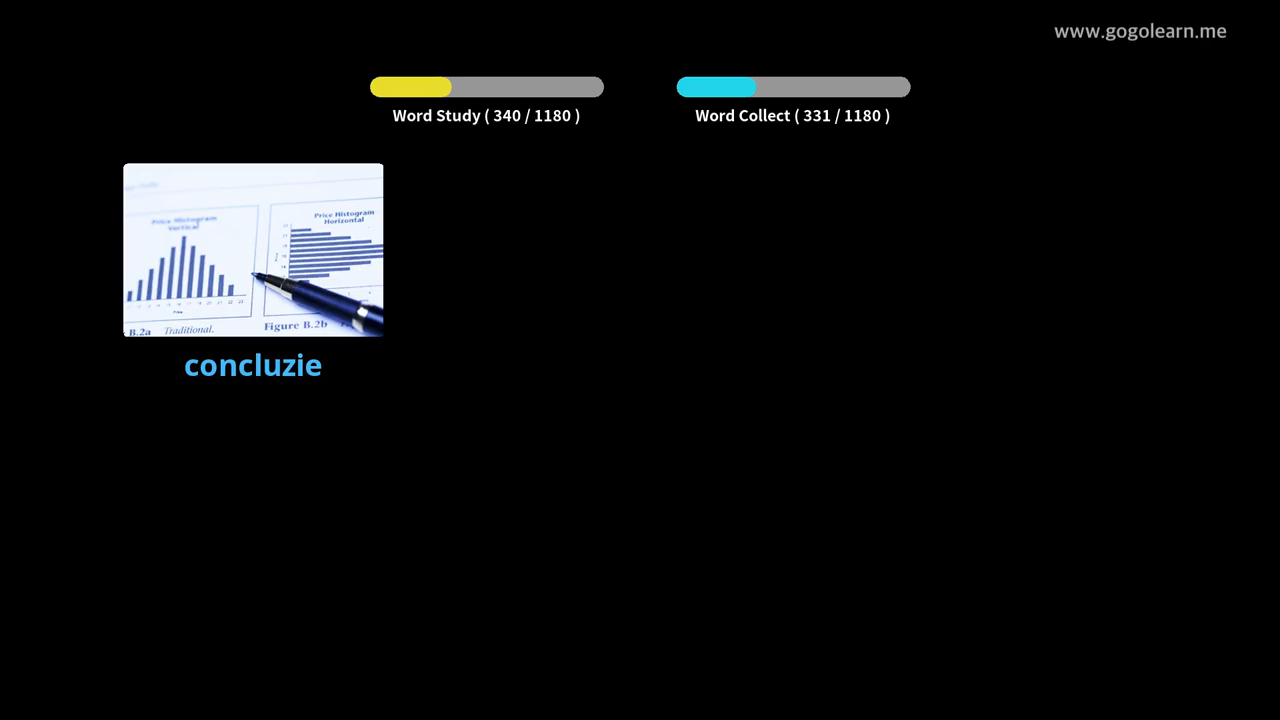 www.gogolearn.me
Word Study ( 340 / 1180 )
Word Collect ( 331 / 1180 )
Price Histogram
Vertical
Price Histogram
Horizontal
Price
B.2a Traditional.
Figure B.2b
concluzie